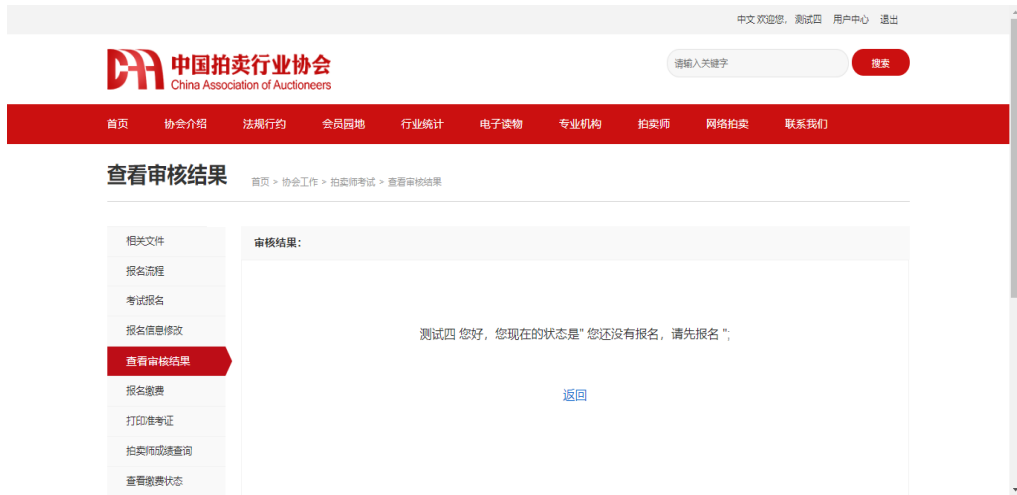 中文 欢迎您， 测试四 用户中心 退出
中国拍卖行业协会
China Association of Auctioneers
请输入关键字 搜索
首页 协会介绍 法规行约 会员园地 行业统计 电子读物 专业机构 拍卖师 网络拍卖 联系我们
查看审核结果 首页 > 协会工作 > 拍卖师考试 > 查看审核结果
相关文件
报名流程
考试报名
报名信息修改
查看审核结果
报名缴费
打印准考证
拍卖师成绩查询
查看缴费状态
审核结果：
测试四 您好，您现在的状态是" 您还没有报名，请先报名 ";
返回